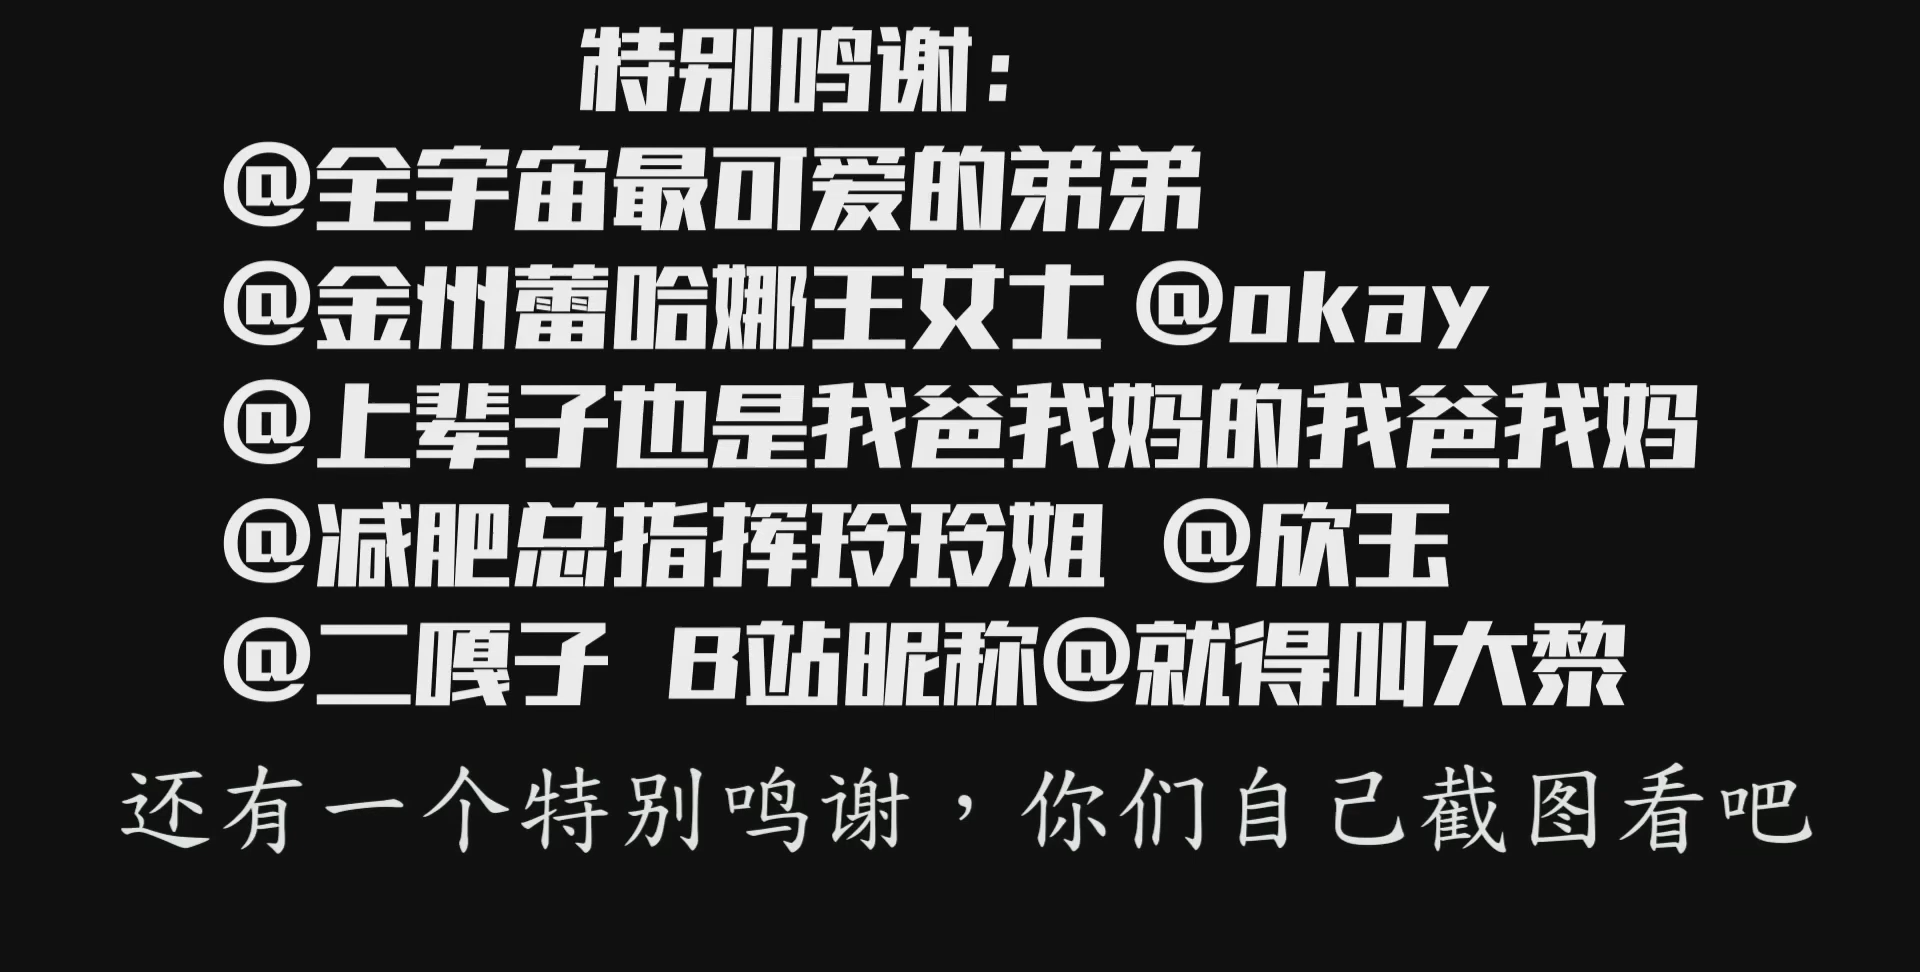 特别鸣谢：
@全宇宙最可爱的弟弟
@金州蕾哈娜王女士 @okay
@上辈子也是我爸我妈的我爸我妈
@减肥总指挥玲玲姐 @欣玉
@二嘎子 B站昵称@就得叫大黎
还有一个特别鸣谢，你们自己截图看吧